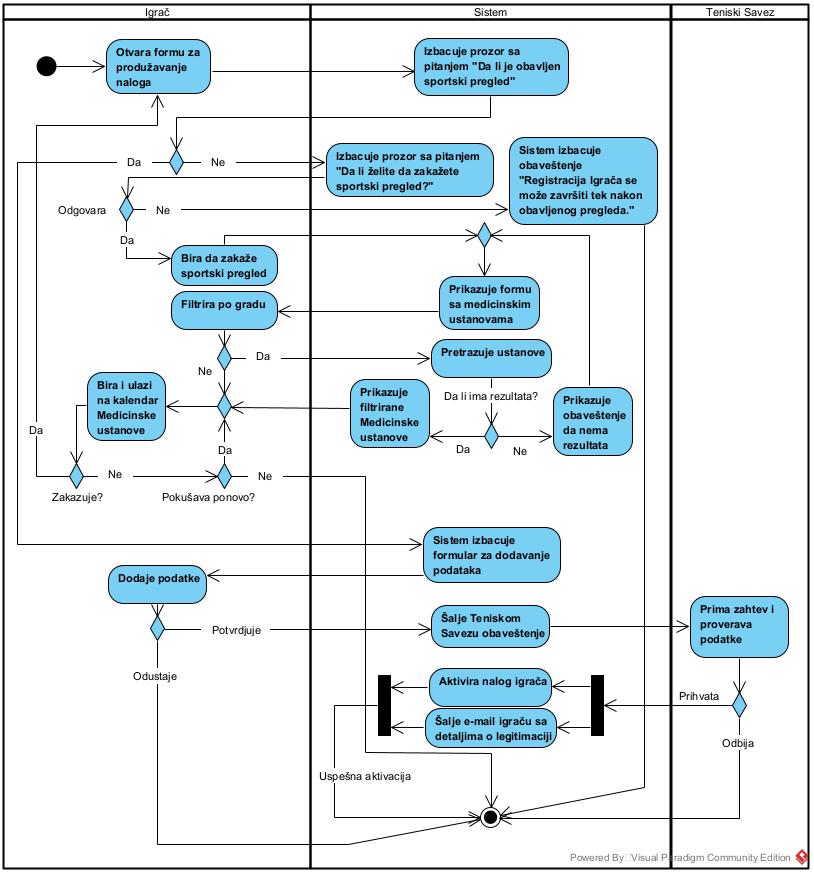 Igrač
Sistem
Teniski Savez
Otvara formu za
produžavanje
naloga
Izbacuje prozor sa
pitanjem "Da li je obavljen
sportski pregled"
Da
Ne
Izbacuje prozor sa pitanjem
"Da li želite da zakažete
sportski pregled?"
Sistem izbacuje
obaveštenje
"Registracija Igrača se
može završiti tek nakon
obavljenog pregleda."
Odgovara
Ne
Da
Bira da zakaže
sportski pregled
Prikazuje formu
sa medicinskim
ustanovama
Filtrira po gradu
Da
Ne
Pretrazuje ustanove
Da li ima rezultata?
Bira i ulazi
na kalendar
Medicinske
ustanove
Prikazuje
filtrirane
Medicinske
ustanove
Prikazuje
obaveštenje
da nema
rezultata
Da
Ne
Da
Da
Ne
Ne
Zakazuje?
Pokušava ponovo?
Sistem izbacuje
formular za dodavanje
podataka
Dodaje podatke
Potvrdjuje
Šalje Teniskom
Savezu obaveštenje
Prima zahtev i
proverava
podatke
Odustaje
Aktivira nalog igrača
Šalje e-mail igraču sa
detaljima o legitimaciji
Prihvata
Odbija
Uspešna aktivacija
Powered By Visual Paradigm Community Edition